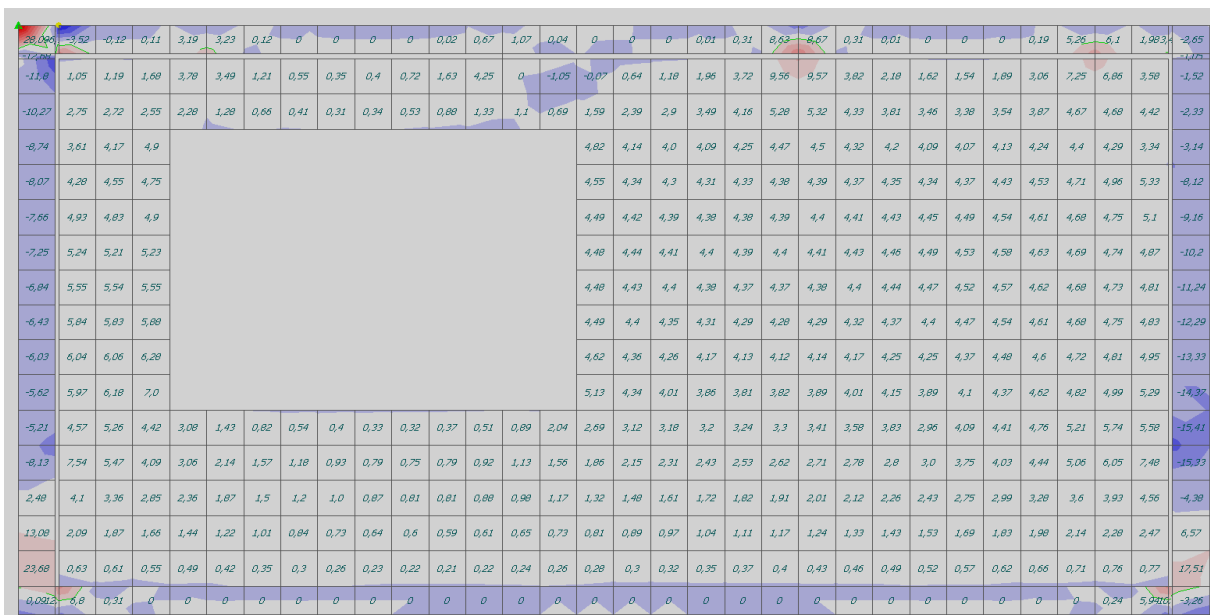 28,096 -3,52 -0,12 0,11 3,19 3,23 0,12 0 0 0 0,02 0,67 1,07 0,04 0 0 0 0,01 0,31 8,63 8,67 0,31 0,01 0 0 0 0,19 5,26 6,1 1,983,4 -2,65
-11,8 1,05 1,19 1,68 3,78 3,49 1,21 0,55 0,35 0,4 0,72 1,63 4,25 0 -1,05 -0,07 0,64 1,18 1,96 3,72 9,56 9,57 3,82 2,18 1,62 1,54 1,89 3,06 7,25 6,86 3,58 -1,52
-10,27 2,75 2,72 2,55 2,28 1,28 0,66 0,41 0,31 0,34 0,53 0,88 1,33 1,1 0,69 1,59 2,39 2,9 3,49 4,16 5,28 5,32 4,33 3,81 3,46 3,38 3,54 3,87 4,67 4,68 4,42 -2,33
-8,74 3,61 4,17 4,9 4,82 4,14 4,0 4,09 4,25 4,47 4,5 4,32 4,2 4,09 4,07 4,13 4,24 4,4 4,29 3,34 -3,14
-8,07 4,28 4,55 4,75 4,55 4,34 4,3 4,31 4,33 4,38 4,39 4,37 4,35 4,34 4,37 4,43 4,53 4,71 4,96 5,33 -8,12
-7,66 4,93 4,83 4,9 4,49 4,42 4,39 4,38 4,38 4,39 4,4 4,41 4,43 4,45 4,49 4,54 4,61 4,68 4,75 5,1 -9,16
-7,25 5,24 5,21 5,23 4,48 4,44 4,41 4,4 4,39 4,4 4,41 4,43 4,46 4,49 4,53 4,58 4,63 4,69 4,74 4,87 -10,2
-6,84 5,55 5,54 5,55 4,48 4,43 4,4 4,38 4,37 4,37 4,38 4,4 4,44 4,47 4,52 4,57 4,62 4,68 4,73 4,81 -11,24
-6,43 5,84 5,83 5,88 4,49 4,4 4,35 4,31 4,29 4,28 4,29 4,32 4,37 4,4 4,47 4,54 4,61 4,68 4,75 4,83 -12,29
-6,03 6,04 6,06 6,28 4,62 4,36 4,26 4,17 4,13 4,12 4,14 4,17 4,25 4,25 4,37 4,48 4,6 4,72 4,81 4,95 -13,33
-5,62 5,97 6,18 7,0 5,13 4,34 4,01 3,86 3,81 3,82 3,89 4,01 4,15 3,89 4,1 4,37 4,62 4,82 4,99 5,29 -14,37
-5,21 4,57 5,26 4,42 3,08 1,43 0,82 0,54 0,4 0,33 0,32 0,37 0,51 0,89 2,04 2,69 3,12 3,18 3,2 3,24 3,3 3,41 3,58 3,83 2,96 4,09 4,41 4,76 5,21 5,74 5,58 -15,41
-8,13 7,54 5,47 4,09 3,06 2,14 1,57 1,18 0,93 0,79 0,75 0,79 0,92 1,13 1,56 1,86 2,15 2,31 2,43 2,53 2,62 2,71 2,78 2,8 3,0 3,75 4,03 4,44 5,06 6,05 7,48 -15,33
2,48 4,1 3,36 2,85 2,36 1,87 1,5 1,2 1,0 0,87 0,81 0,81 0,88 0,98 1,17 1,32 1,48 1,61 1,72 1,82 1,91 2,01 2,12 2,26 2,43 2,75 2,99 3,28 3,6 3,93 4,56 -4,38
13,08 2,09 1,87 1,66 1,44 1,22 1,01 0,84 0,73 0,64 0,6 0,59 0,61 0,65 0,73 0,81 0,89 0,97 1,04 1,11 1,17 1,24 1,33 1,43 1,53 1,69 1,83 1,98 2,14 2,28 2,47 6,57
23,68 0,63 0,61 0,55 0,49 0,42 0,35 0,3 0,26 0,23 0,22 0,21 0,22 0,24 0,26 0,28 0,3 0,32 0,35 0,37 0,4 0,43 0,46 0,49 0,52 0,57 0,62 0,66 0,71 0,76 0,77 17,51
6,8 0,31 0 0 0 0 0 0 0 0 0 0 0 0 0 0 0 0 0 0 0 0 0 0 0 0 0 0,24 -3,26